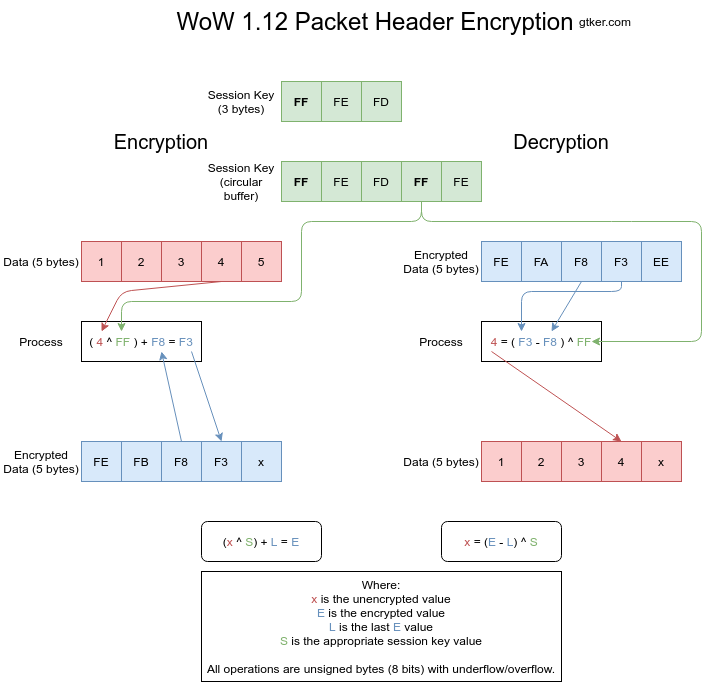 WoW 1.12 Packet Header Encryption gtker.com
Session Key
(3 bytes)
FF FE FD
Encryption
Decryption
Session Key
(circular
buffer)
FF FE FD FF FE
Data (5 bytes)
1 2 3 4 5
Encrypted
Data (5 bytes)
FE FA F8 F3 EE
Process
( 4 ^ FF ) + F8 = F3
Process
4 = ( F3 - F8 ) ^ FF
Encrypted
Data (5 bytes)
FE FB F8 F3 x
Data (5 bytes)
1 2 3 4 x
(x ^ S) + L = E
x = (E - L) ^ S
Where:
x is the unencrypted value
E is the encrypted value
L is the last E value
S is the appropriate session key value
All operations are unsigned bytes (8 bits) with underflow/overflow.